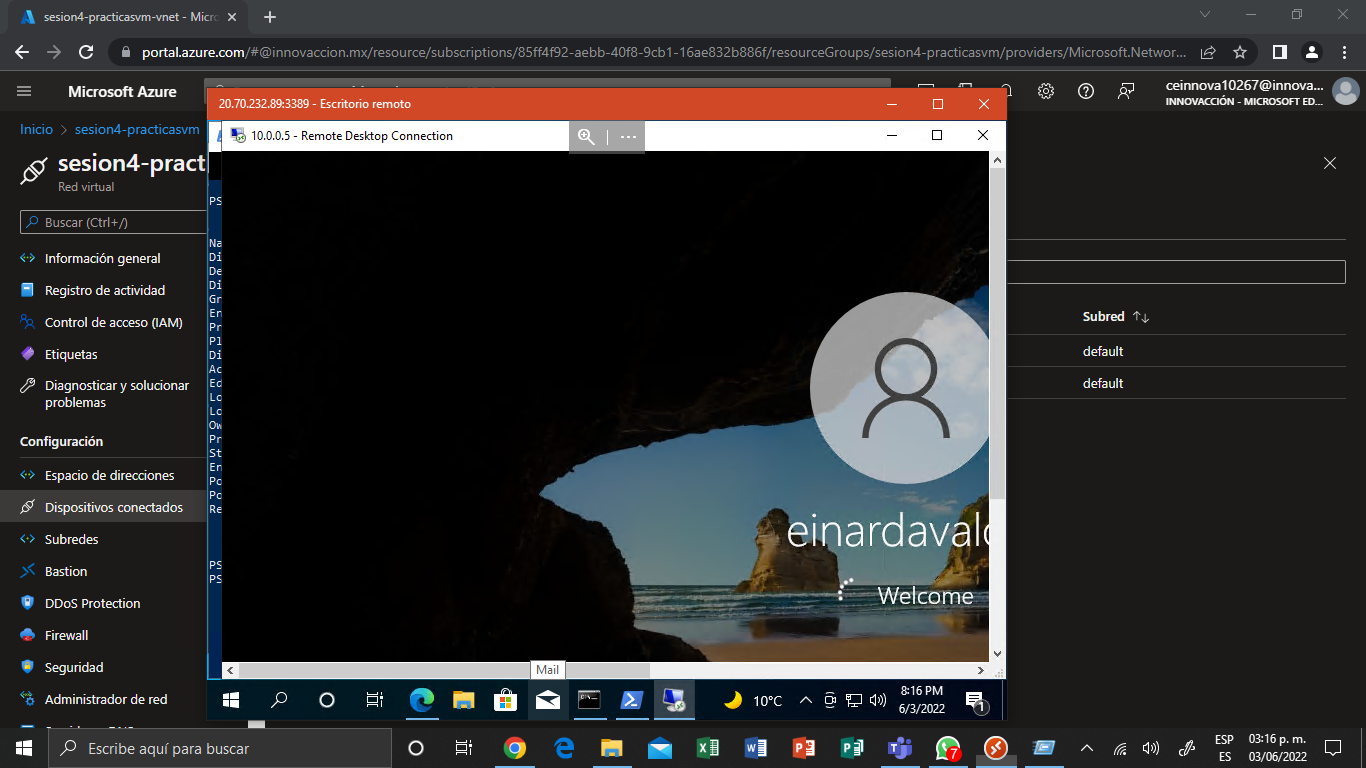 sesion4-practicasvm-vnet - Micro
portal.azure.com/#@innovaccion.mx/resource/subscriptions/85ff4f92-aebb-40f8-9cb1-16ae832b886f/resourceGroups/sesion4-practicasvm/providers/Microsoft.Networ...
Microsoft Azure
ceinnova10267@innova...
INNOVACCIÓN - MICROSOFT ED...
Inicio > sesion4-practicasvm
sesion4-pract
Red virtual
Buscar (Ctrl+/)
Información general
Registro de actividad
Control de acceso (IAM)
Etiquetas
Diagnosticar y solucionar
problemas
Configuración
Espacio de direcciones
Dispositivos conectados
Subredes
Bastion
DDoS Protection
Firewall
Seguridad
Administrador de red
20.70.232.89:3389 - Escritorio remoto
10.0.0.5 - Remote Desktop Connection
PS
Na
Di
De
Di
Gr
En
Pr
Pl
Di
Ac
Ed
Lo
Lo
Ow
Pr
St
En
Po
Po
Re
PS
PS
einardavalo
Welcome
Mail
10°C
8:16 PM
6/3/2022
1
Subred
default
default
Escribe aquí para buscar
7
ESP
ES
03:16 p. m.
03/06/2022